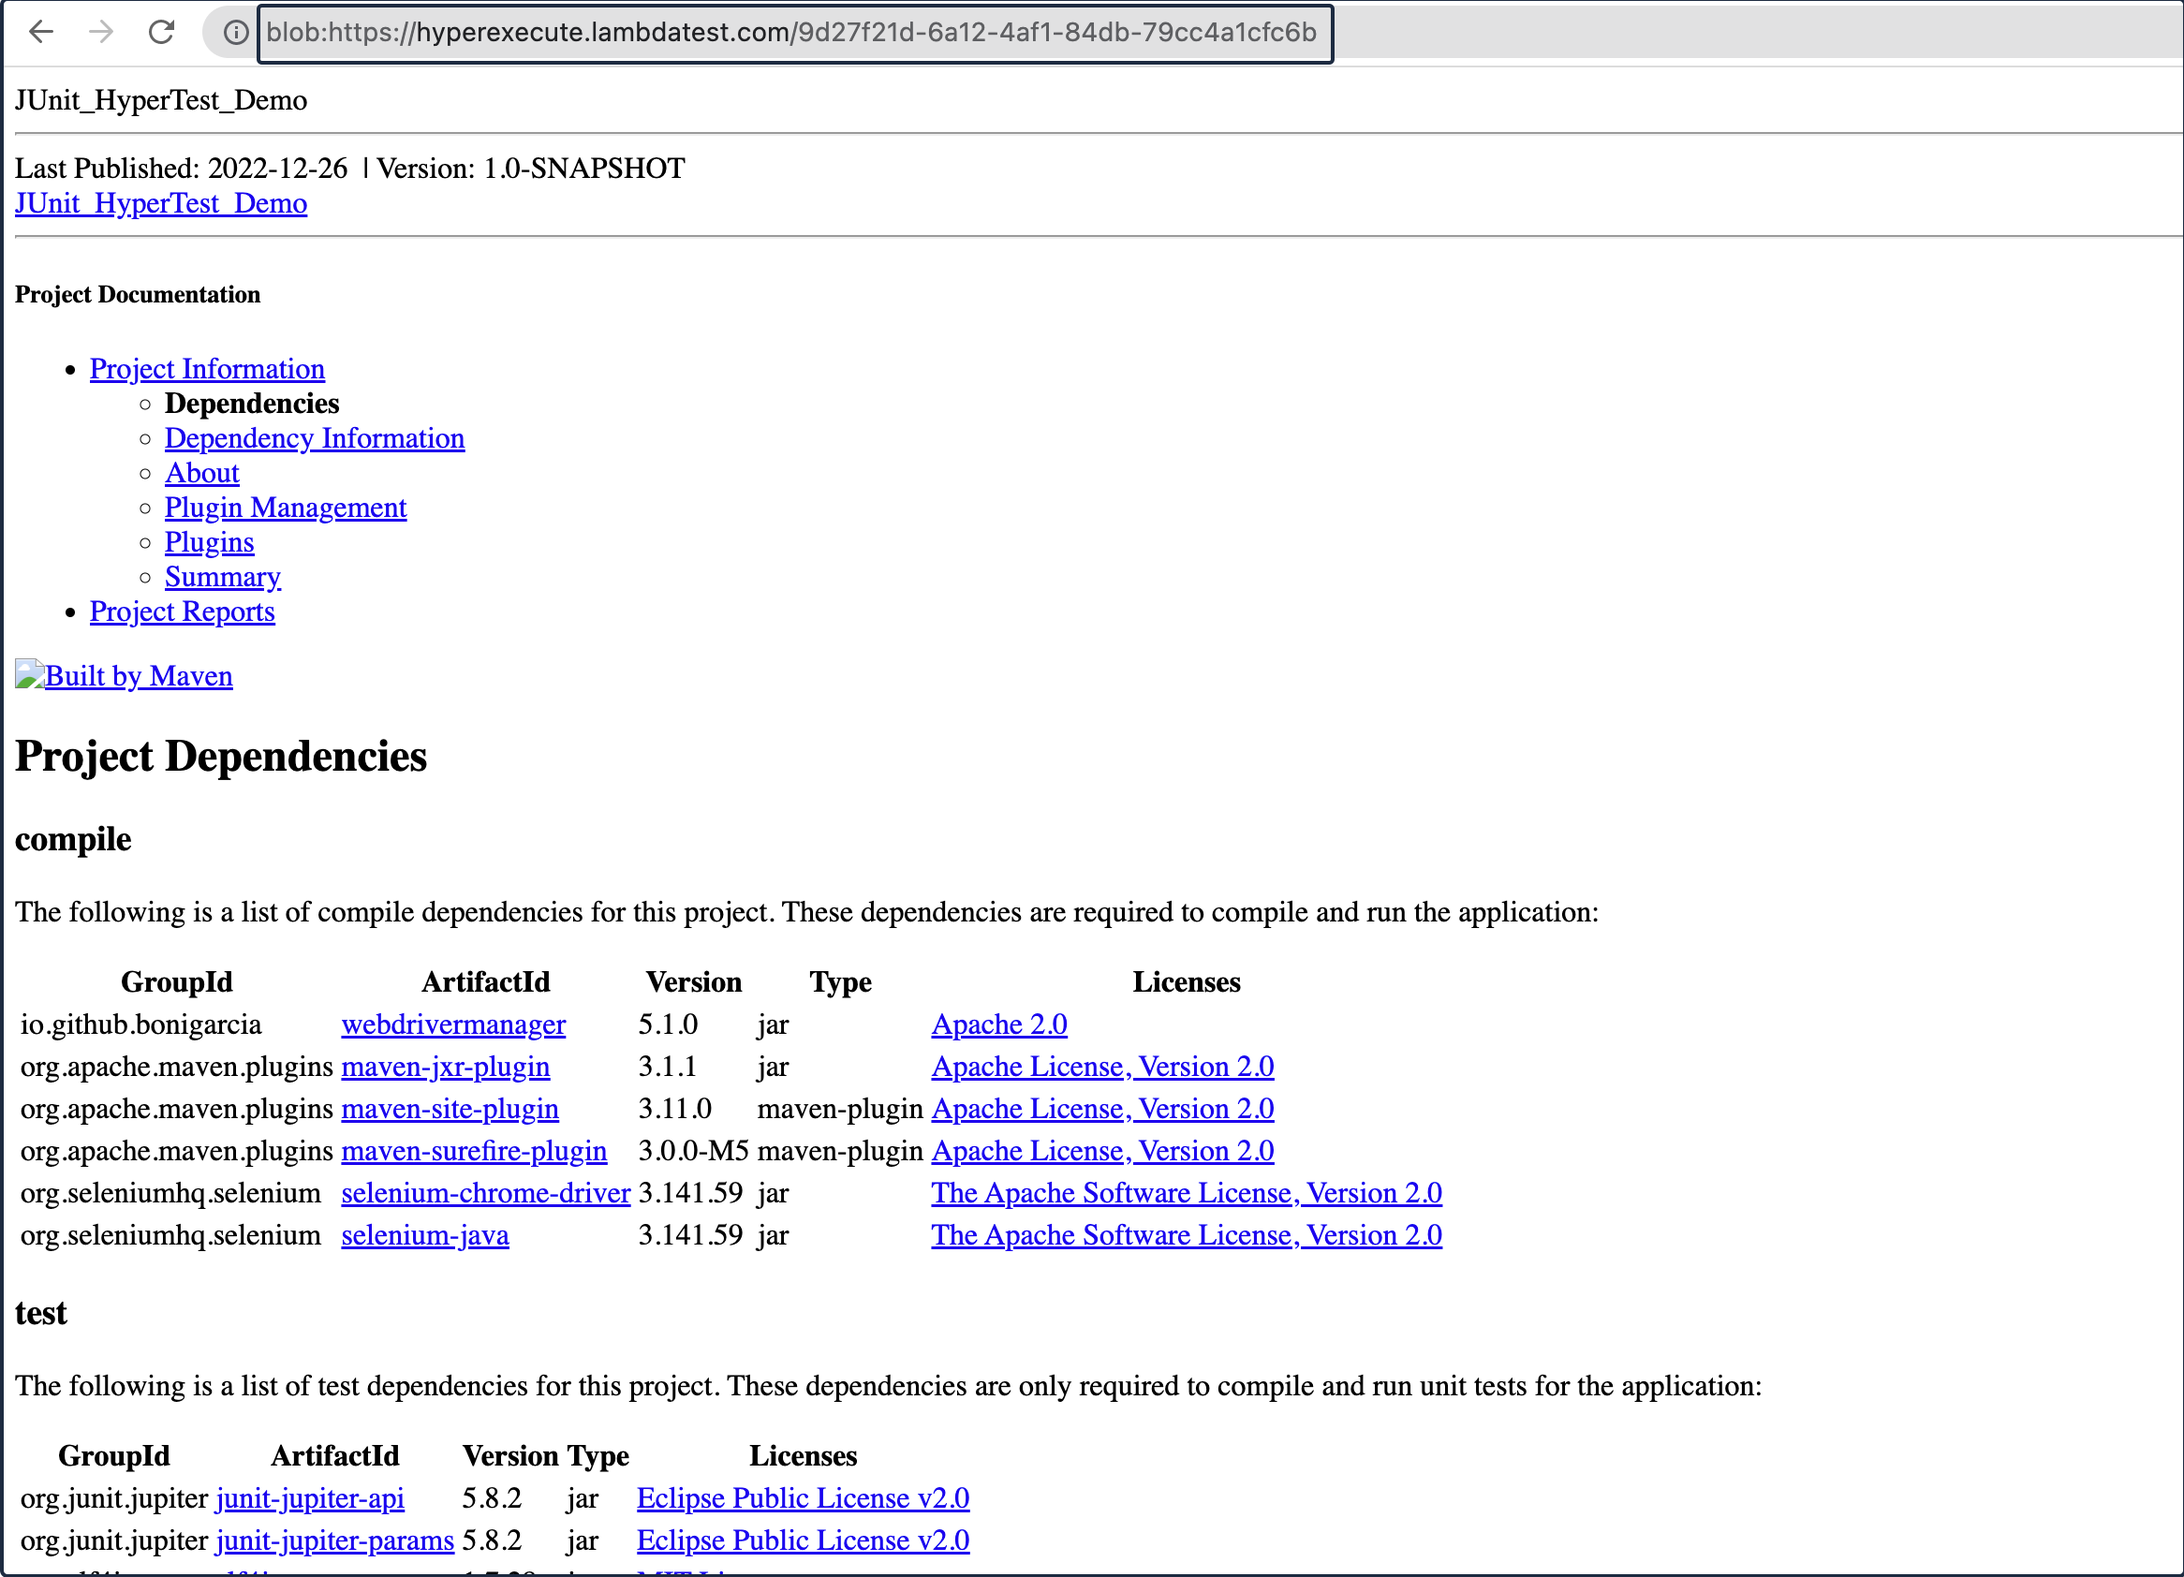 blob:https://hyperexecute.lambdatest.com/9d27f21d-6a12-4af1-84db-79cc4a1cfc6b
JUnit_HyperTest_Demo
Last Published: 2022-12-26 | Version: 1.0-SNAPSHOT
JUnit_HyperTest_Demo
Project Documentation
Project Information
Dependencies
Dependency Information
About
Plugin Management
Plugins
Summary
Project Reports
Built by Maven
Project Dependencies
compile
The following is a list of compile dependencies for this project. These dependencies are required to compile and run the application:
GroupId ArtifactId Version Type Licenses
io.github.bonigarcia webdrivermanager 5.1.0 jar Apache 2.0
org.apache.maven.plugins maven-jxr-plugin 3.1.1 jar Apache License, Version 2.0
org.apache.maven.plugins maven-site-plugin 3.11.0 maven-plugin Apache License, Version 2.0
org.apache.maven.plugins maven-surefire-plugin 3.0.0-M5 maven-plugin Apache License, Version 2.0
org.seleniumhq.selenium selenium-chrome-driver 3.141.59 jar The Apache Software License, Version 2.0
org.seleniumhq.selenium selenium-java 3.141.59 jar The Apache Software License, Version 2.0
test
The following is a list of test dependencies for this project. These dependencies are only required to compile and run unit tests for the application:
GroupId ArtifactId Version Type Licenses
org.junit.jupiter junit-jupiter-api 5.8.2 jar Eclipse Public License v2.0
org.junit.jupiter junit-jupiter-params 5.8.2 jar Eclipse Public License v2.0